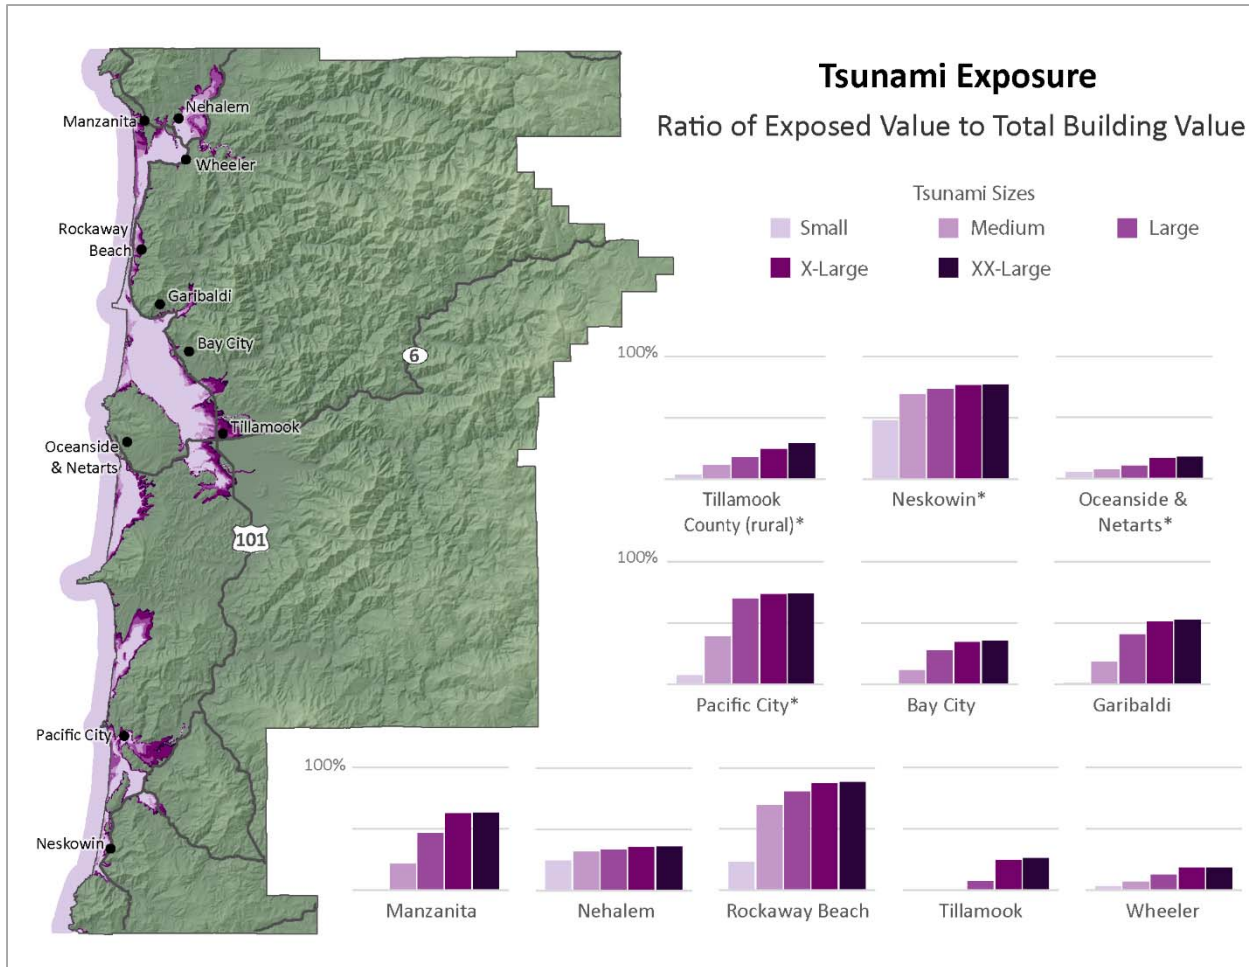 Tsunami Exposure
Ratio of Exposed Value to Total Building Value
Tsunami Sizes
Small
Medium
Large
X-Large
XX-Large
Nehalem
Manzanita
Wheeler
Rockaway
Beach
Garibaldi
Bay City
6
Tillamook
Oceanside
& Netarts
101
Pacific City
Neskowin
100%
Tillamook
County (rural)*
Neskowin*
Oceanside &
Netarts*
100%
Pacific City*
Bay City
Garibaldi
100%
Manzanita
Nehalem
Rockaway Beach
Tillamook
Wheeler